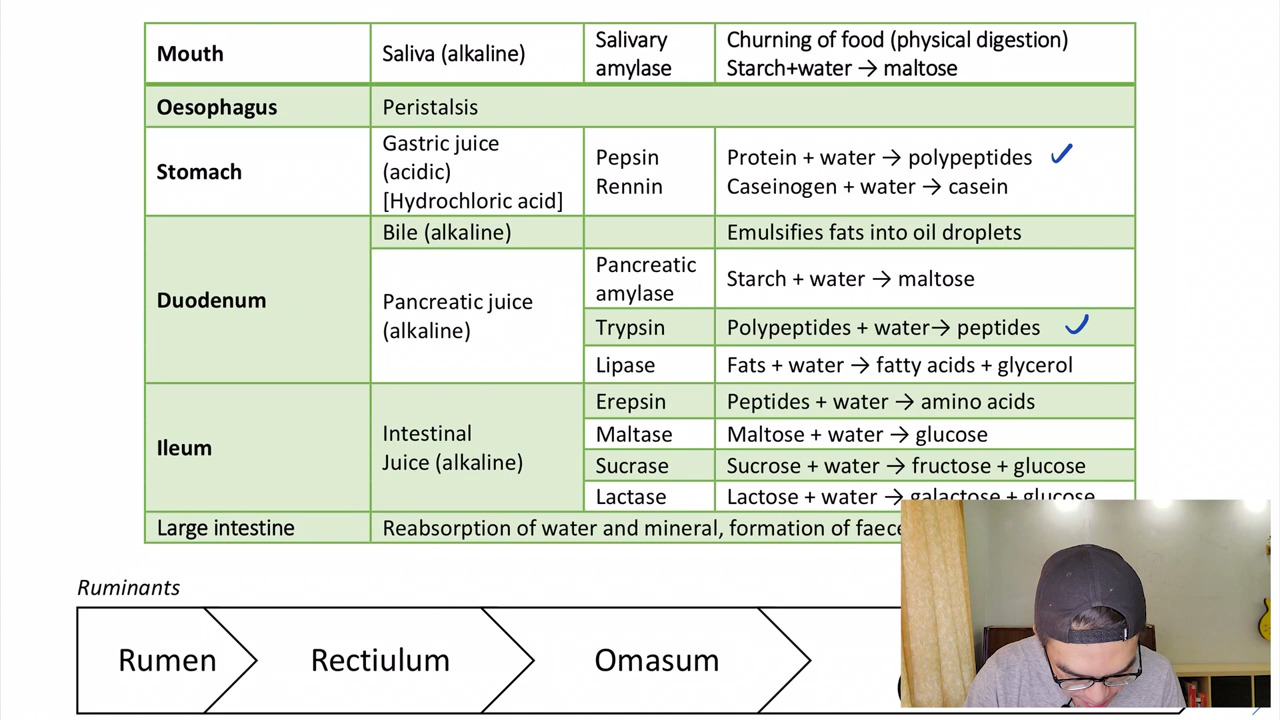 Mouth
Saliva (alkaline)
Salivary
amylase
Churning of food (physical digestion)
Starch+water → maltose
Oesophagus
Peristalsis
Stomach
Gastric juice
(acidic)
[Hydrochloric acid]
Pepsin
Rennin
Protein + water → polypeptides ✓
Caseinogen + water → casein
Duodenum
Bile (alkaline)
Emulsifies fats into oil droplets
Pancreatic juice
(alkaline)
Pancreatic
amylase
Starch + water → maltose
Trypsin
Polypeptides + water→ peptides ✓
Lipase
Fats + water → fatty acids + glycerol
Ileum
Intestinal
Juice (alkaline)
Erepsin
Peptides + water → amino acids
Maltase
Maltose + water → glucose
Sucrase
Sucrose + water → fructose + glucose
Lactase
Lactose + water → galactose + glucose
Large intestine
Reabsorption of water and mineral, formation of faece
Ruminants
Rumen
Rectiulum
Omasum